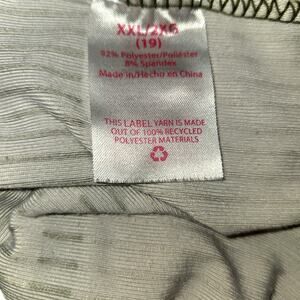 XXL/2XG
(19)
92% Polyester/Poliéster
8% Spandex
Made in/Hecho en China
THIS LABEL YARN IS MADE
OUT OF 100% RECYCLED
POLYESTER MATERIALS